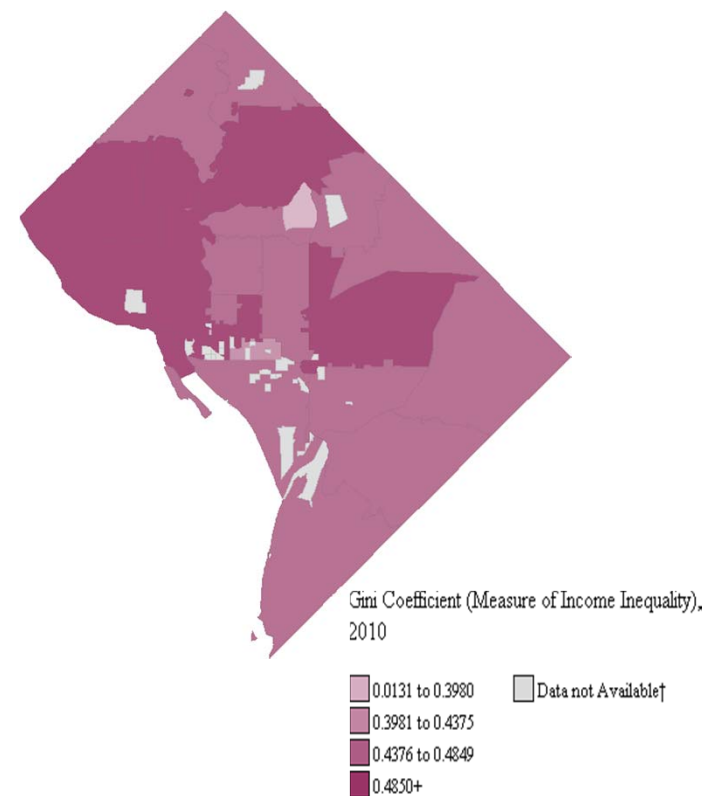 Gini Coefficient (Measure of Income Inequality),
2010
0.0131 to 0.3980
Data not Available†
0.3981 to 0.4375
0.4376 to 0.4849
0.4850+